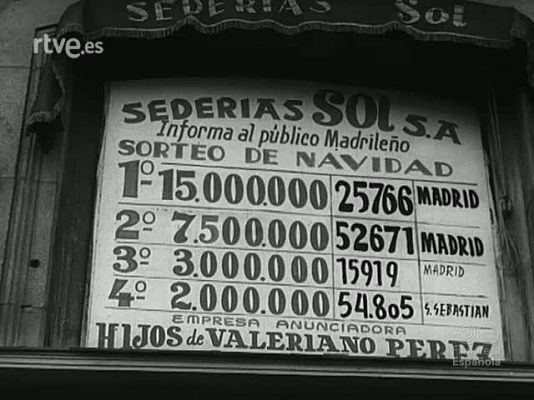 SEDERIAS Sol
rtve.es
SEDERIAS SOL S.A
Informa al público Madrileño
SORTEO DE NAVIDAD
1º 15.000.000 25766 MADRID
2º 7.500.000 52671 MADRID
3º 3.000.000 15919 MADRID
4º 2.000.000 54.805 S. SEBASTIAN
EMPRESA ANUNCIADORA
HIJOS de VALERIANO PEREZ
Filmoteca
Española